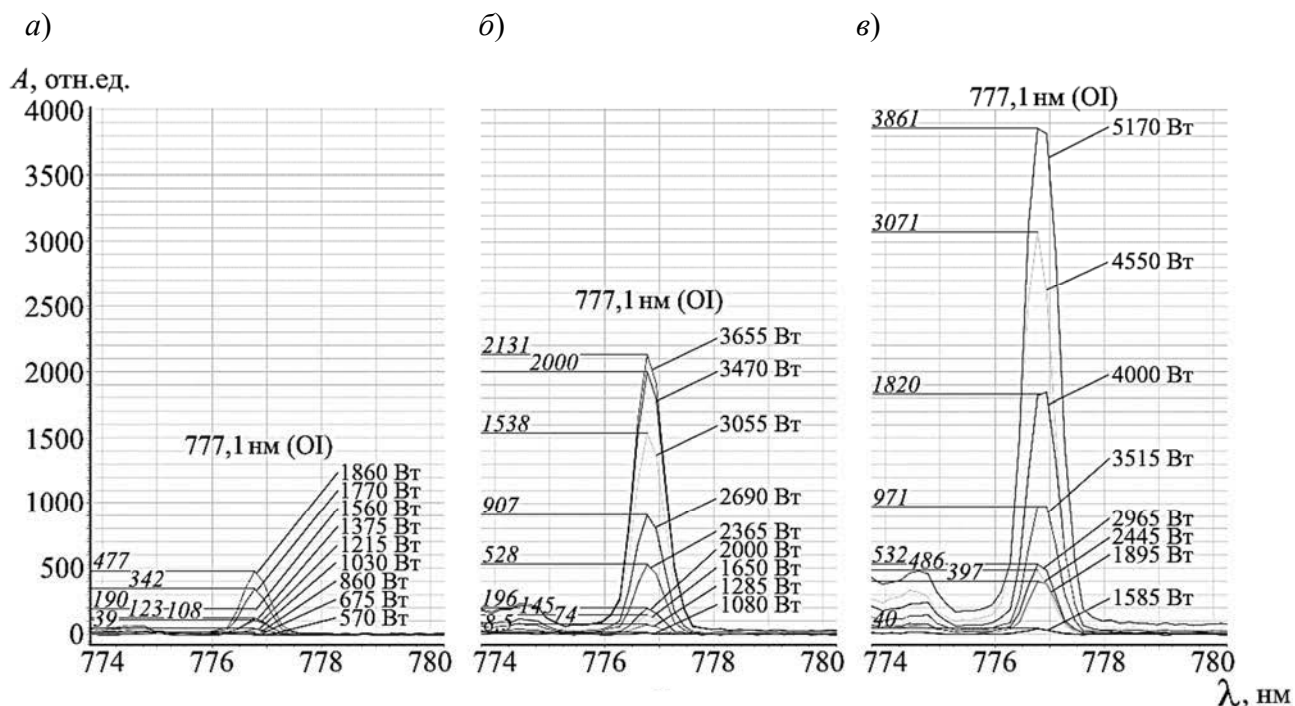 а) б) в)
A, отн.ед.
4000
3500
3000
2500
2000
1500
1000
500
0
777,1 нм (OI)
1860 Вт
1770 Вт
1560 Вт
1375 Вт
1215 Вт
1030 Вт
860 Вт
675 Вт
570 Вт
477
342
190 123 108
39
774 776 778 780
777,1 нм (OI)
2131
2000
1538
907
528
196 145 74
8.5
3655 Вт
3470 Вт
3055 Вт
2690 Вт
2365 Вт
2000 Вт
1650 Вт
1285 Вт
1080 Вт
774 776 778 780
777,1 нм (OI)
3861
3071
1820
971
532 486 397
40
5170 Вт
4550 Вт
4000 Вт
3515 Вт
2965 Вт
2445 Вт
1895 Вт
1585 Вт
774 776 778 780
λ, нм